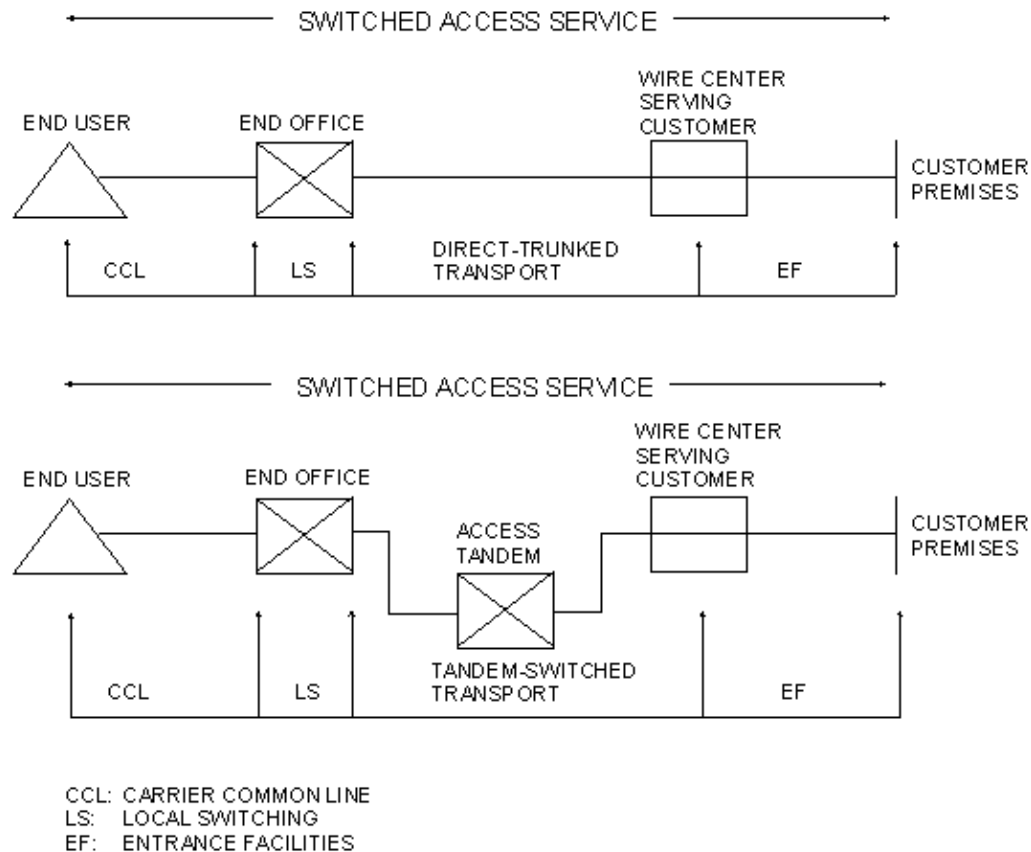 SWITCHED ACCESS SERVICE
WIRE CENTER
SERVING
CUSTOMER
END USER
END OFFICE
CUSTOMER
PREMISES
CCL
LS
DIRECT-TRUNKED
TRANSPORT
EF
SWITCHED ACCESS SERVICE
WIRE CENTER
SERVING
CUSTOMER
END USER
END OFFICE
ACCESS
TANDEM
CUSTOMER
PREMISES
CCL
LS
TANDEM-SWITCHED
TRANSPORT
EF
CCL: CARRIER COMMON LINE
LS: LOCAL SWITCHING
EF: ENTRANCE FACILITIES